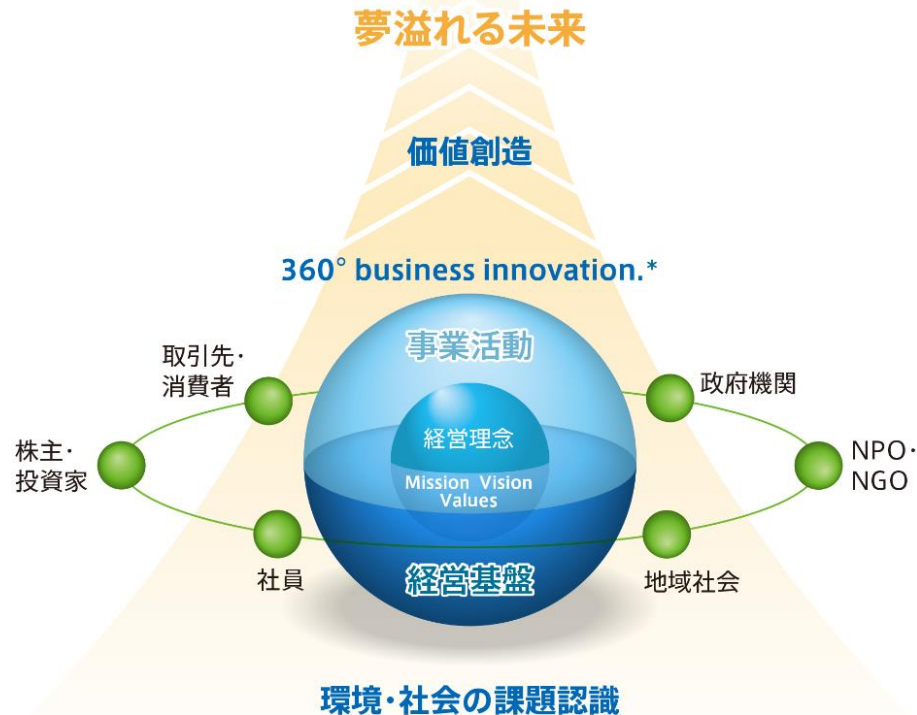 夢溢れる未来
価値創造
360° business innovation.*
事業活動
取引先・
消費者
政府機関
経営理念
株主・
投資家
NPO・
NGO
Mission Vision
Values
社員
経営基盤
地域社会
環境・社会の課題認識